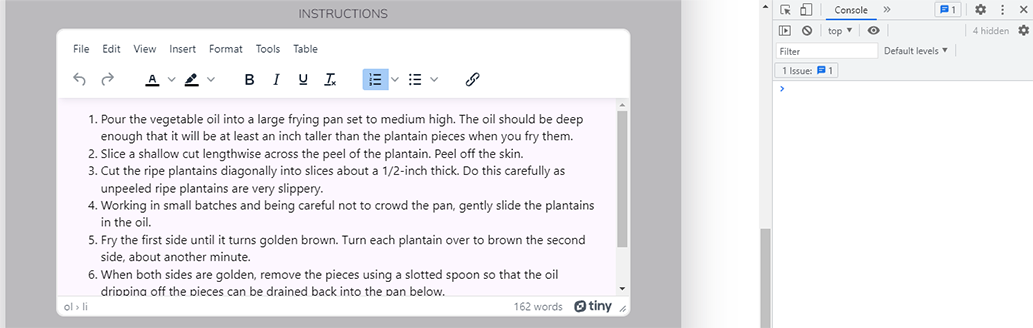 INSTRUCTIONS
File Edit View Insert Format Tools Table
A B I U Tx
1. Pour the vegetable oil into a large frying pan set to medium high. The oil should be deep
enough that it will be at least an inch taller than the plantain pieces when you fry them.
2. Slice a shallow cut lengthwise across the peel of the plantain. Peel off the skin.
3. Cut the ripe plantains diagonally into slices about a 1/2-inch thick. Do this carefully as
unpeeled ripe plantains are very slippery.
4. Working in small batches and being careful not to crowd the pan, gently slide the plantains
in the oil.
5. Fry the first side until it turns golden brown. Turn each plantain over to brown the second
side, about another minute.
6. When both sides are golden, remove the pieces using a slotted spoon so that the oil
dripping off the pieces can be drained back into the pan below.
ol › li 162 words tiny
Console » 1
top 4 hidden
Filter Default levels
1 Issue: 1